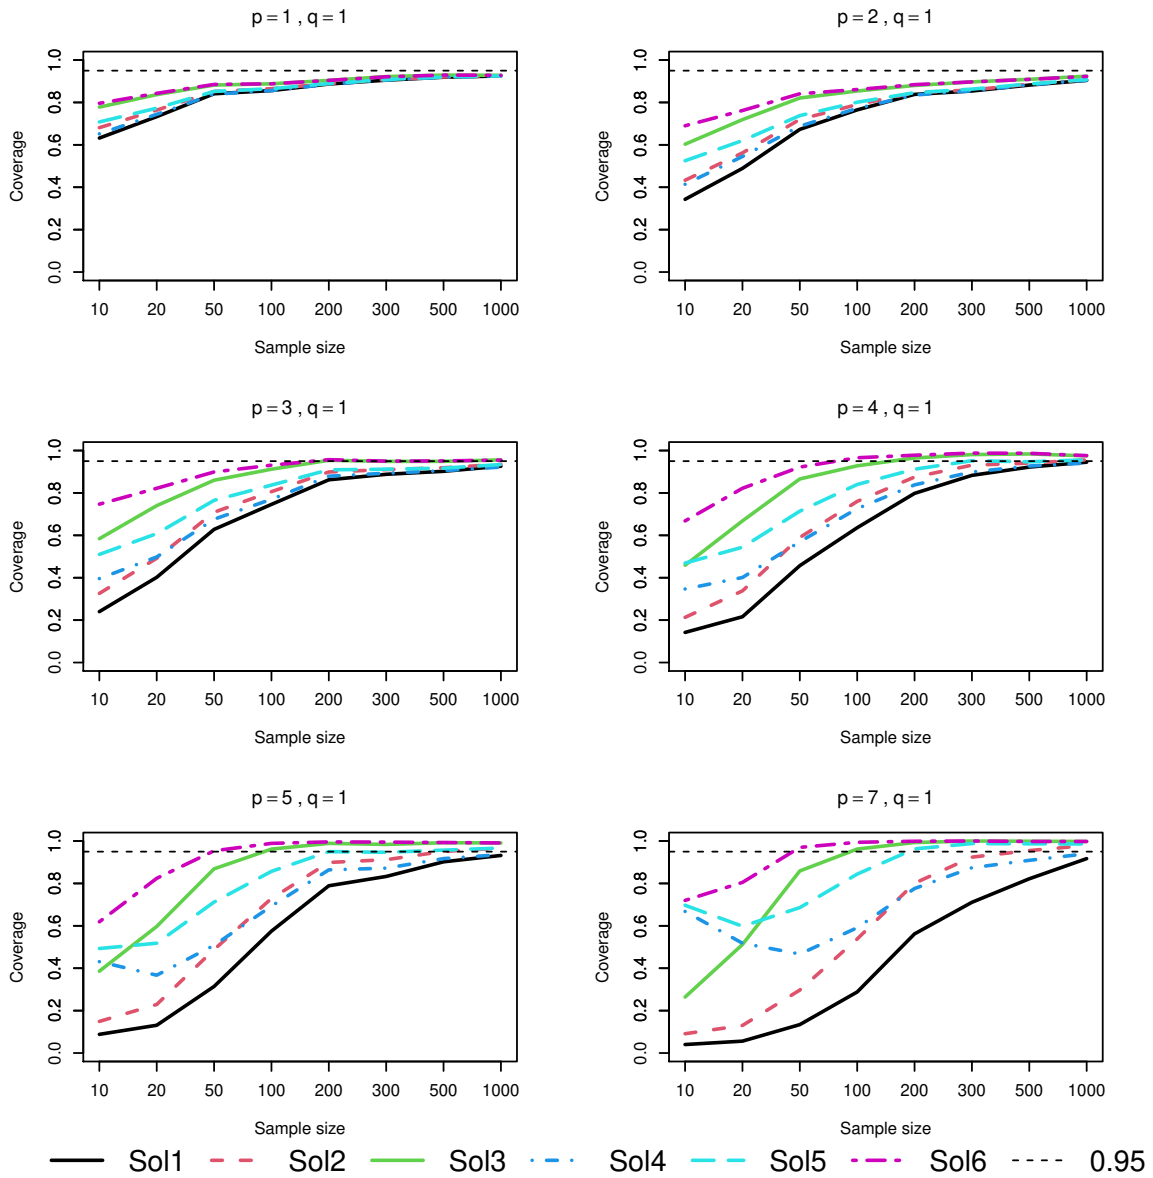 p = 1 , q = 1
Coverage
0.0 0.2 0.4 0.6 0.8 1.0
10 20 50 100 200 300 500 1000
Sample size
p = 2 , q = 1
Coverage
0.0 0.2 0.4 0.6 0.8 1.0
10 20 50 100 200 300 500 1000
Sample size
p = 3 , q = 1
Coverage
0.0 0.2 0.4 0.6 0.8 1.0
10 20 50 100 200 300 500 1000
Sample size
p = 4 , q = 1
Coverage
0.0 0.2 0.4 0.6 0.8 1.0
10 20 50 100 200 300 500 1000
Sample size
p = 5 , q = 1
Coverage
0.0 0.2 0.4 0.6 0.8 1.0
10 20 50 100 200 300 500 1000
Sample size
p = 7 , q = 1
Coverage
0.0 0.2 0.4 0.6 0.8 1.0
10 20 50 100 200 300 500 1000
Sample size
Sol1 Sol2 Sol3 Sol4 Sol5 Sol6 0.95